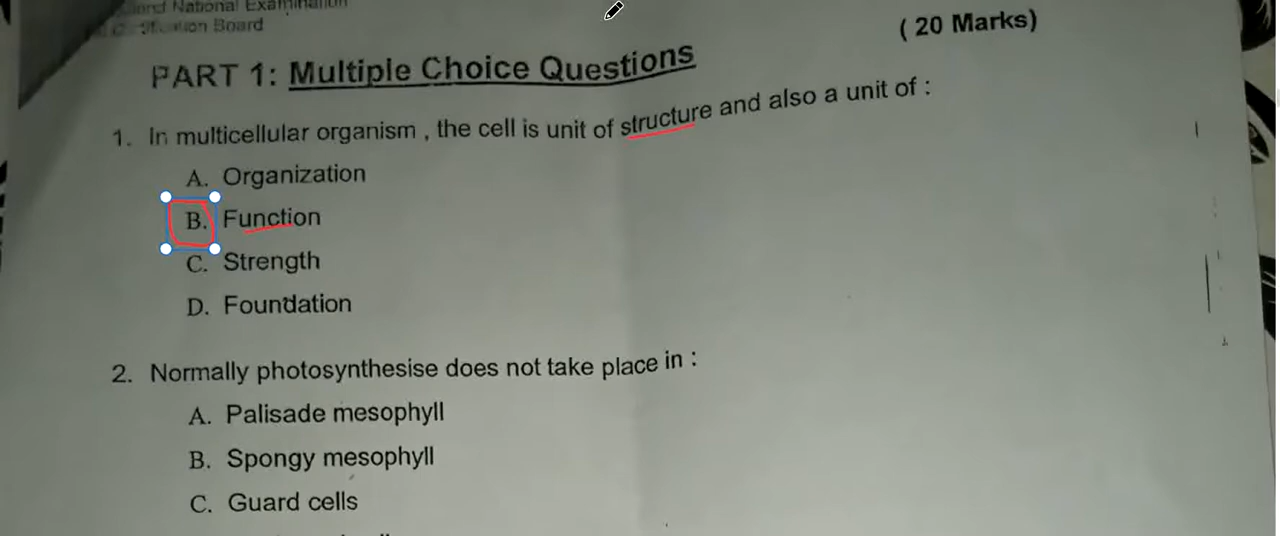 and National Examination
Board
( 20 Marks)
PART 1: Multiple Choice Questions
1. In multicellular organism , the cell is unit of structure and also a unit of :
A. Organization
B. Function
C. Strength
D. Foundation
2. Normally photosynthesise does not take place in :
A. Palisade mesophyll
B. Spongy mesophyll
C. Guard cells